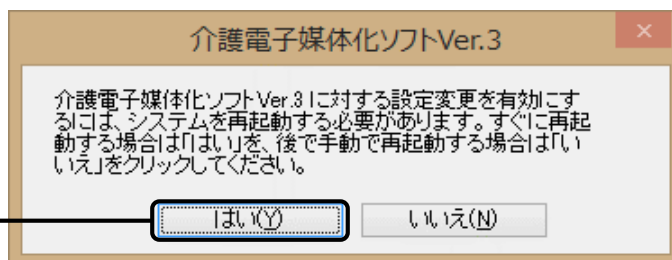 介護電子媒体化ソフトVer.3
介護電子媒体化ソフトVer.3 に対する設定変更を有効にす
るには、システムを再起動する必要があります。すぐに再起
動する場合は「はい」を、後で手動で再起動する場合は「い
いえ」をクリックしてください。
はい(Y)
いいえ(N)